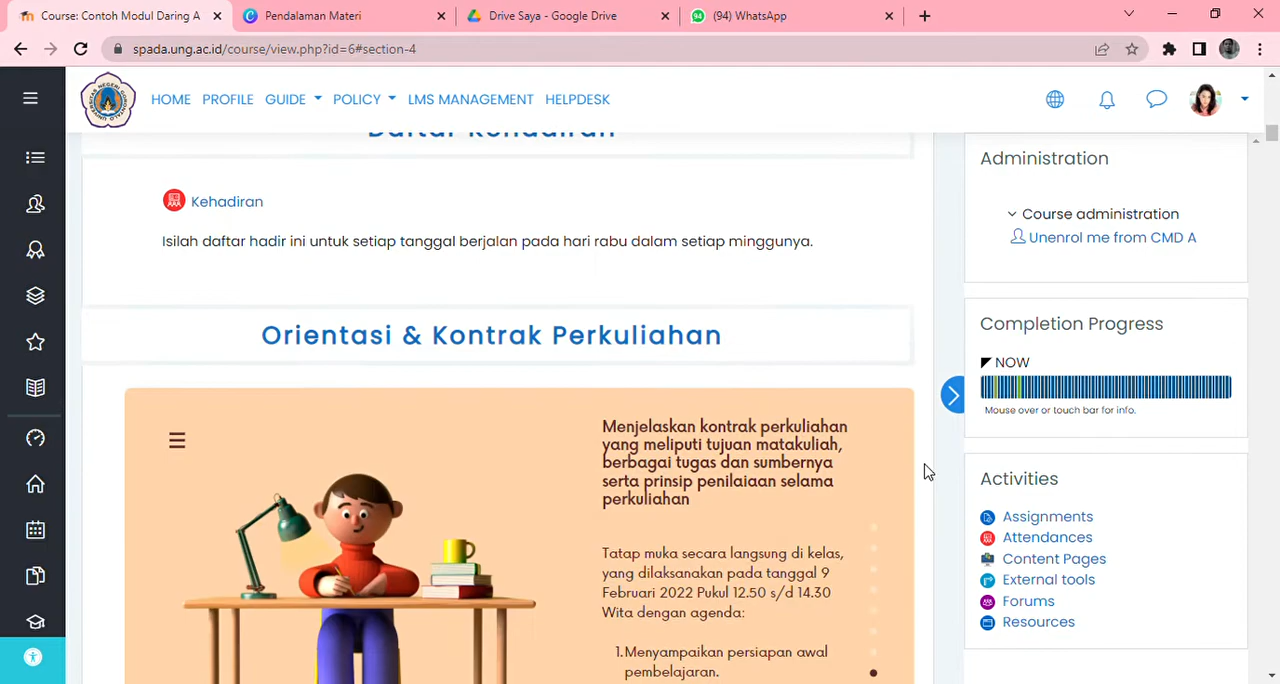 Course: Contoh Modul Daring A
Pendalaman Materi
Drive Saya - Google Drive
(94) WhatsApp
spada.ung.ac.id/course/view.php?id=6#section-4
HOME PROFILE GUIDE POLICY LMS MANAGEMENT HELPDESK
Daftar Kehadiran
Kehadiran
Isilah daftar hadir ini untuk setiap tanggal berjalan pada hari rabu dalam setiap minggunya.
Orientasi & Kontrak Perkuliahan
Menjelaskan kontrak perkuliahan
yang meliputi tujuan matakuliah,
berbagai tugas dan sumbernya
serta prinsip penilaiaan selama
perkuliahan
Tatap muka secara langsung di kelas,
yang dilaksanakan pada tanggal 9
Februari 2022 Pukul 12.50 s/d 14.30
Wita dengan agenda:
1.Menyampaikan persiapan awal
pembelajaran.
Administration
Course administration
Unenrol me from CMD A
Completion Progress
NOW
Mouse over or touch bar for info.
Activities
Assignments
Attendances
Content Pages
External tools
Forums
Resources